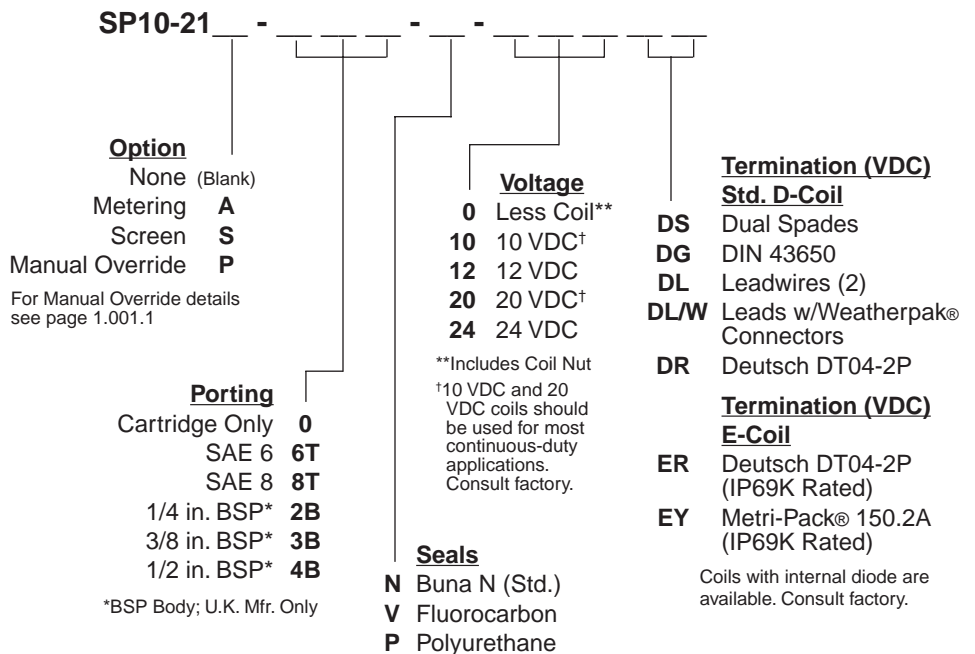 SP10-21__ - __ __ __ - __ - __ __ __ __ __
Option
None (Blank)
Metering A
Screen S
Manual Override P
For Manual Override details
see page 1.001.1
Porting
Cartridge Only 0
SAE 6 6T
SAE 8 8T
1/4 in. BSP* 2B
3/8 in. BSP* 3B
1/2 in. BSP* 4B
*BSP Body; U.K. Mfr. Only
Seals
N Buna N (Std.)
V Fluorocarbon
P Polyurethane
Voltage
0 Less Coil**
10 10 VDC†
12 12 VDC
20 20 VDC†
24 24 VDC
**Includes Coil Nut
†10 VDC and 20
VDC coils should
be used for most
continuous-duty
applications.
Consult factory.
Termination (VDC)
Std. D-Coil
DS Dual Spades
DG DIN 43650
DL Leadwires (2)
DL/W Leads w/Weatherpak®
Connectors
DR Deutsch DT04-2P
Termination (VDC)
E-Coil
ER Deutsch DT04-2P
(IP69K Rated)
EY Metri-Pack® 150.2A
(IP69K Rated)
Coils with internal diode are
available. Consult factory.